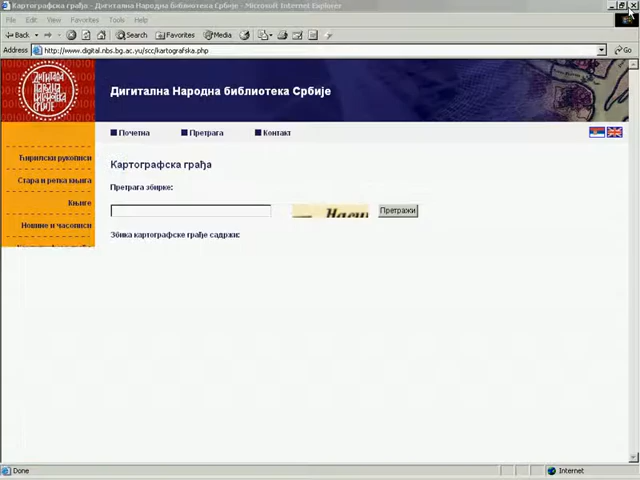 Картографска грађа - Дигитална Народна библиотека Србије - Microsoft Internet Explorer
File Edit View Favorites Tools Help
Back Search Favorites Media
Address http://www.digital.nbs.bg.ac.yu/scc/kartografska.php Go
Дигитална Народна библиотека Србије
Почетна Претрага Контакт
Ћирилски рукописи
Стара и ретка књига
Књиге
Новине и часописи
Картографска грађа
Претрага збирке:
Претражи
Збика картографске грађе садржи:
Done Internet